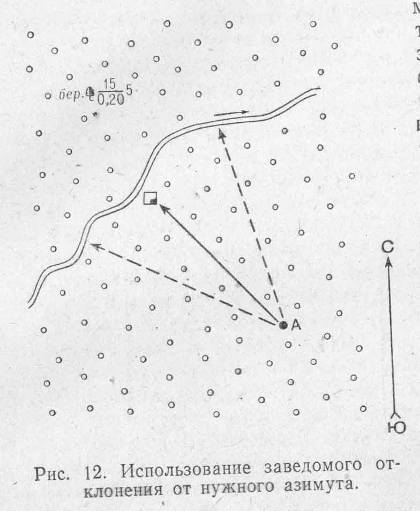 бер. 15/0,20 5
А
С
Ю
Рис. 12. Использование заведомого от-
клонения от нужного азимута.